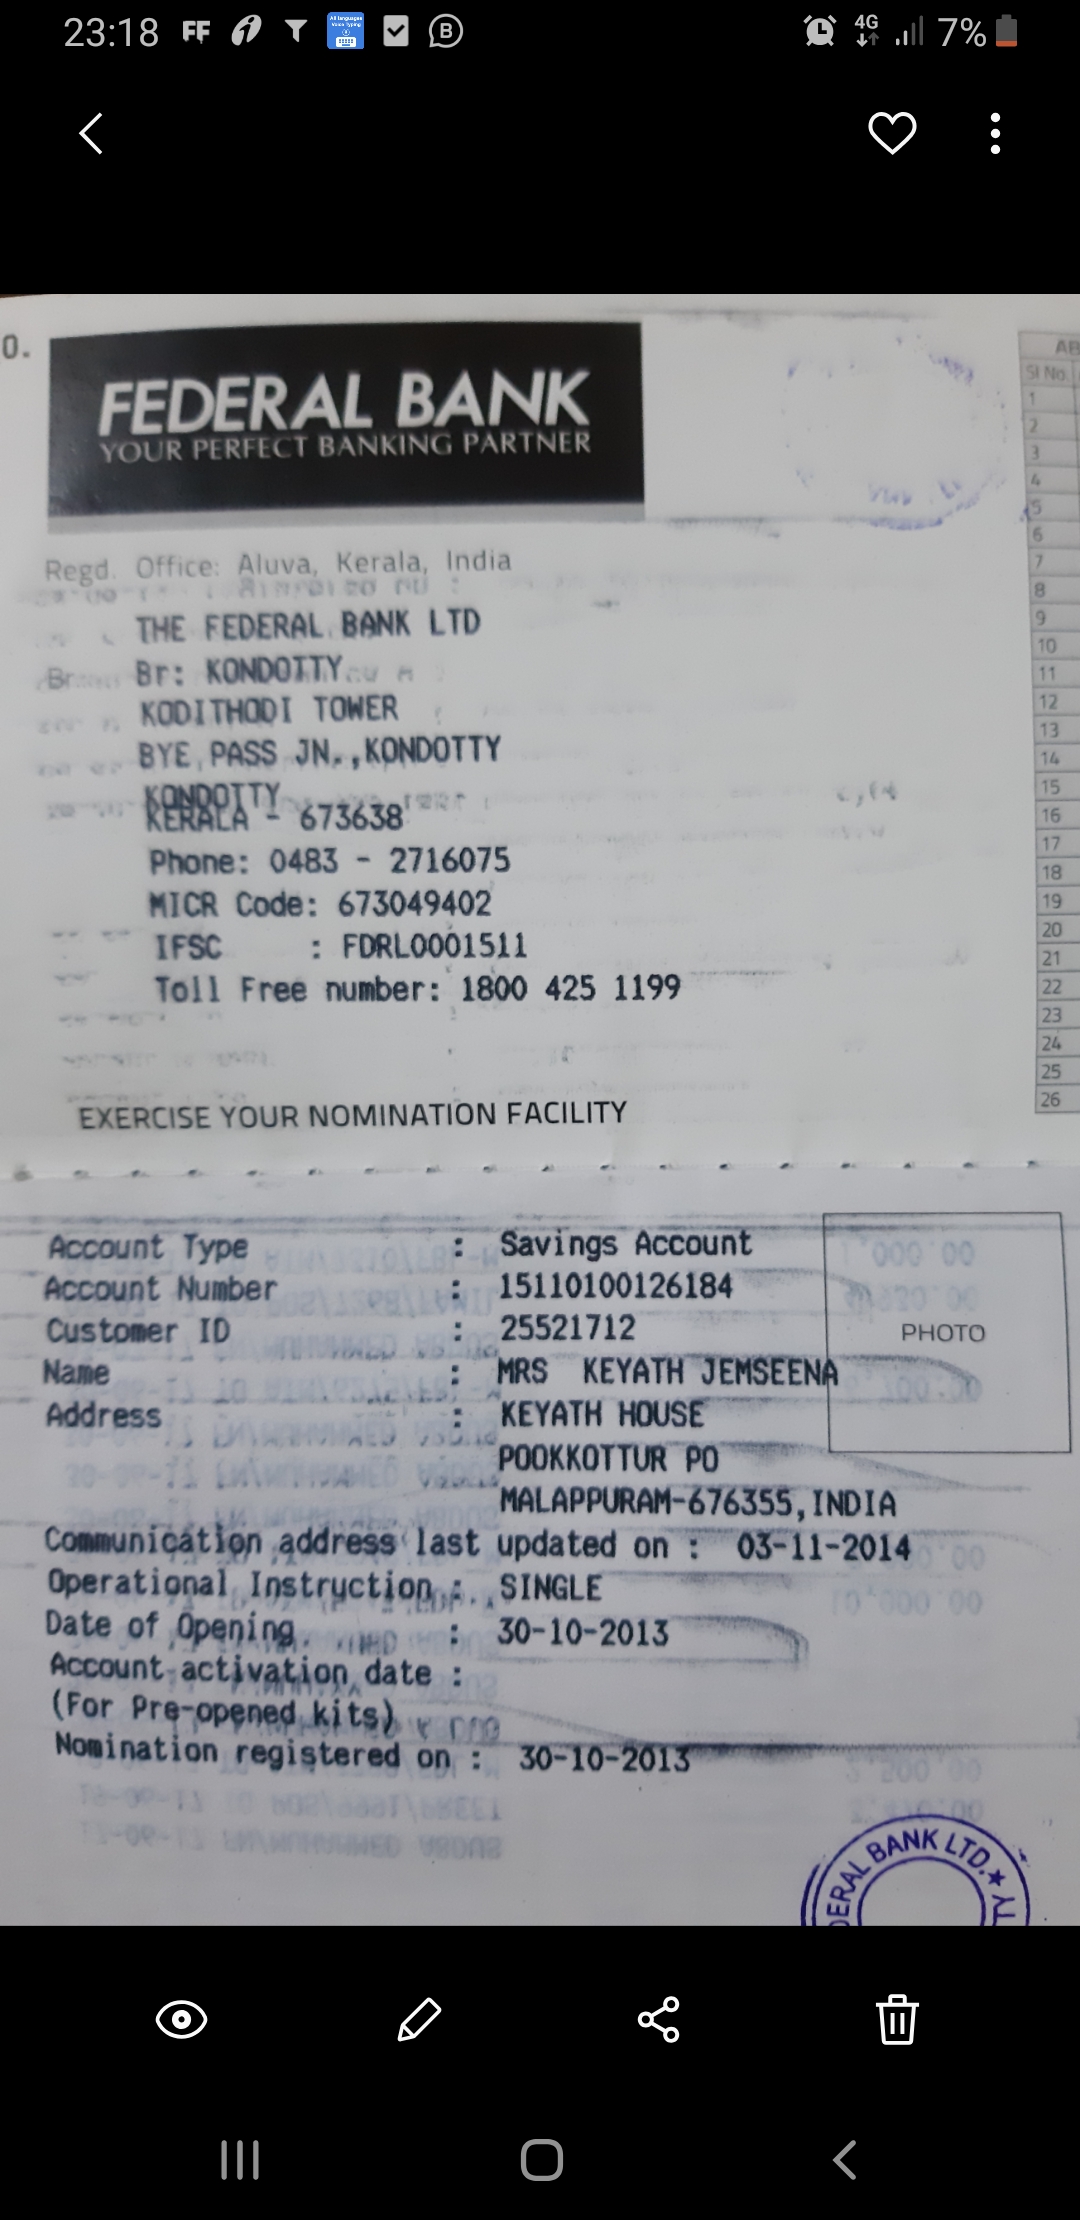 23:18 FF B 4G 7%
0.
FEDERAL BANK
YOUR PERFECT BANKING PARTNER
Regd. Office: Aluva, Kerala, India
THE FEDERAL BANK LTD
Br: KONDOTTY
KODITHODI TOWER
BYE PASS JN.,KONDOTTY
KONDOTTY
KERALA - 673638
Phone: 0483 - 2716075
MICR Code: 673049402
IFSC : FDRL0001511
Toll Free number: 1800 425 1199
EXERCISE YOUR NOMINATION FACILITY
AB
Sl No.
1
2
3
4
5
6
7
8
9
10
11
12
13
14
15
16
17
18
19
20
21
22
23
24
25
26
Account Type : Savings Account
Account Number : 15110100126184
Customer ID : 25521712
PHOTO
Name : MRS KEYATH JEMSEENA
Address : KEYATH HOUSE
POOKKOTTUR PO
MALAPPURAM-676355,INDIA
Communication address last updated on : 03-11-2014
Operational Instruction : SINGLE
Date of Opening : 30-10-2013
Account activation date :
(For Pre-opened kits)
Nomination registered on : 30-10-2013
DERAL BANK LTD.★ TY